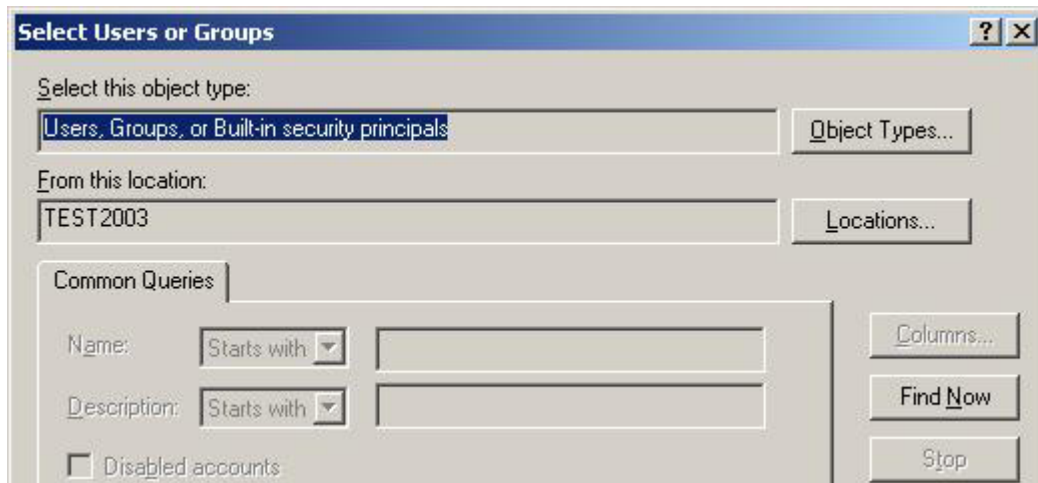 Select Users or Groups
Select this object type:
Users, Groups, or Built-in security principals
Object Types...
From this location:
TEST2003
Locations...
Common Queries
Name: Starts with
Columns...
Description: Starts with
Find Now
Disabled accounts
Stop